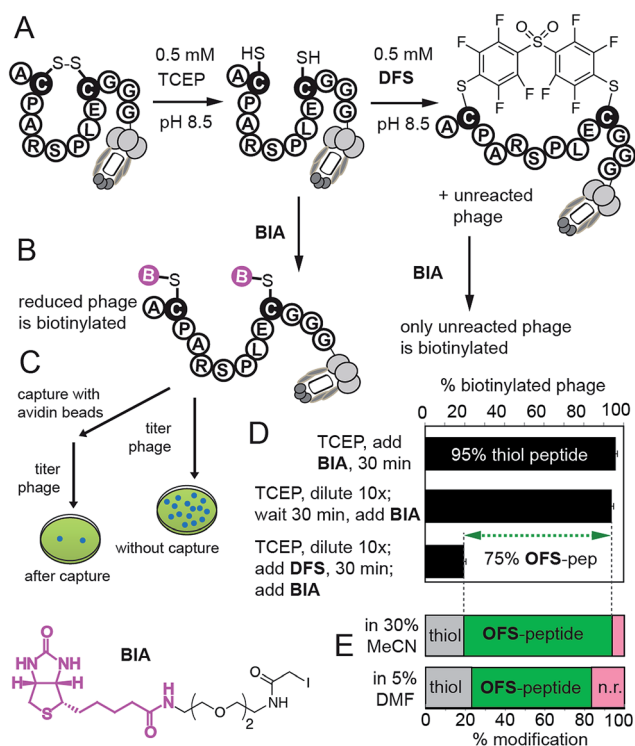 A
0.5 mM
TCEP
pH 8.5
0.5 mM
DFS
pH 8.5
S-S
A C P A R S P L E C G G G
HS
SH
A C P A R S P L E C G G G
F F F F
O O
S
F F F F
S S
A C P A R S P L E C G G G
+ unreacted
phage
BIA
BIA
only unreacted phage
is biotinylated
B
reduced phage
is biotinylated
B-S
B-S
A C P A R S P L E C G G G
C
capture with
avidin beads
titer
phage
titer
phage
after capture
without capture
D
% biotinylated phage
0 20 40 60 80 100
TCEP, add
BIA, 30 min
95% thiol peptide
TCEP, dilute 10x;
wait 30 min, add BIA
TCEP, dilute 10x;
add DFS, 30 min;
add BIA
75% OFS-pep
E
in 30%
MeCN
thiol
OFS-peptide
in 5%
DMF
thiol
OFS-peptide
n.r.
0 20 40 60 80 100
% modification
BIA
O
HN NH
H H
S
O
H
N
O
2
N
H
O
I